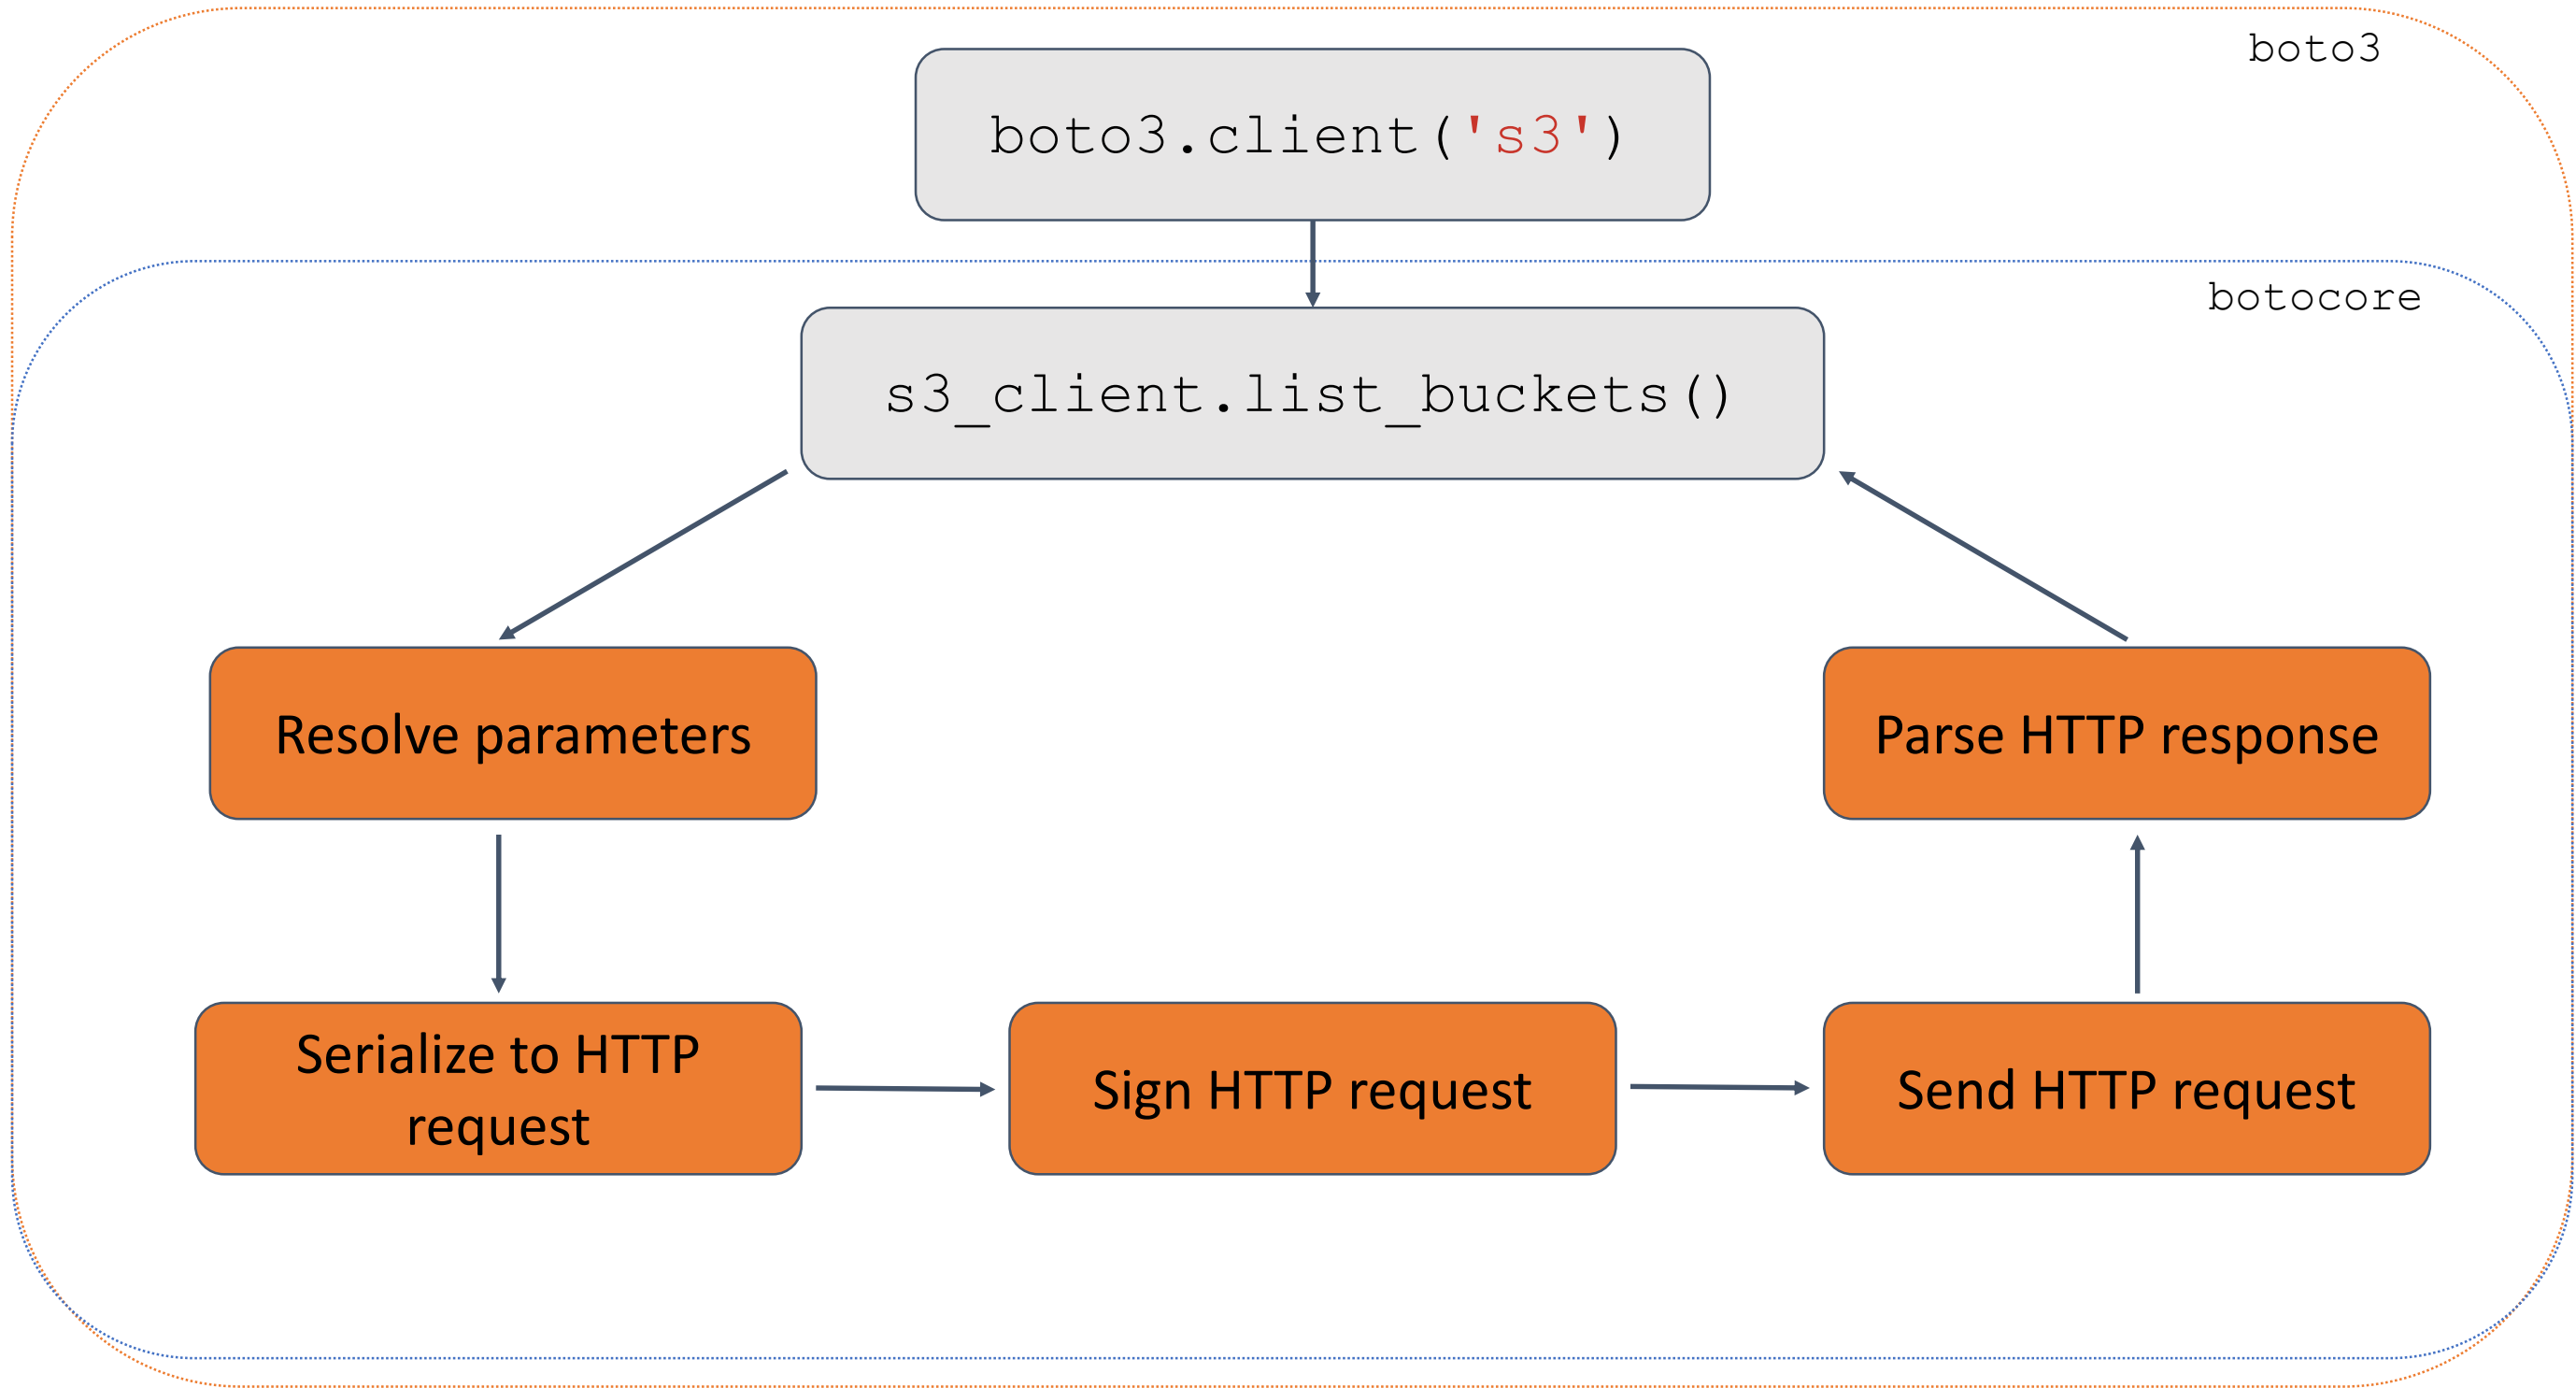 boto3
boto3.client('s3')
botocore
s3_client.list_buckets()
Resolve parameters
Parse HTTP response
Serialize to HTTP
request
Sign HTTP request
Send HTTP request